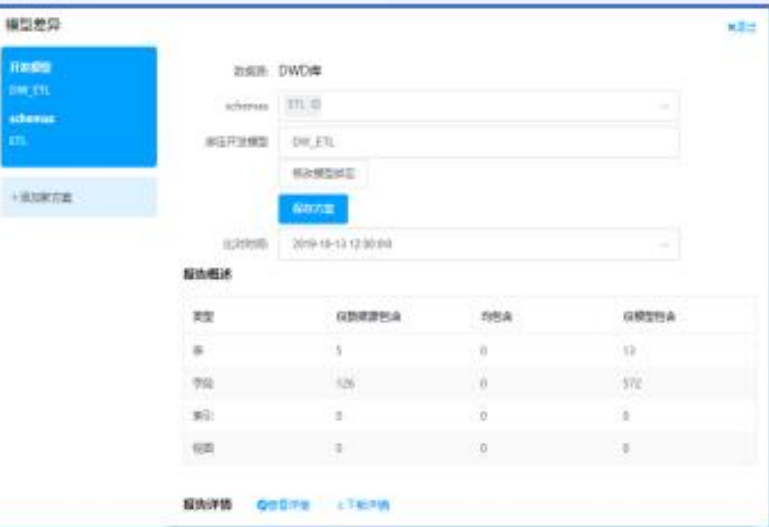 模型差异
退出
开发模型
DW_ETL
schemas
ETL
+添加新方案
数据源 DWD库
schemas ETL
绑定开发模型 DW_ETL
修改模型绑定
保存方案
比对时间 2019-10-13 12:00:00
报告概述
类型 仅数据源包含 均包含 仅模型包含
表 5 0 13
字段 126 0 572
索引 0 0 0
视图 0 0 0
报告详情 查看详情 下载详情